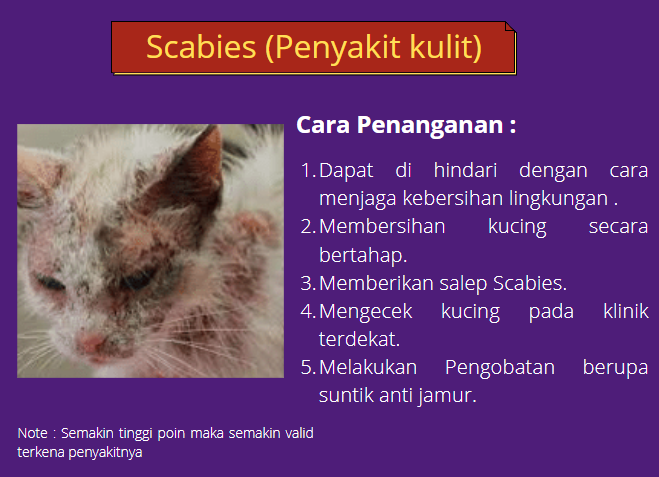 Scabies (Penyakit kulit)
Cara Penanganan :
1. Dapat di hindari dengan cara
menjaga kebersihan lingkungan .
2. Membersihan kucing secara
bertahap.
3. Memberikan salep Scabies.
4. Mengecek kucing pada klinik
terdekat.
5. Melakukan Pengobatan berupa
suntik anti jamur.
Note : Semakin tinggi poin maka semakin valid
terkena penyakitnya